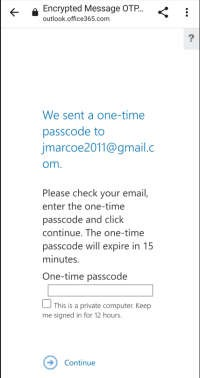 Encrypted Message OTP...
outlook.office365.com
?
We sent a one-time
passcode to
jmarcoe2011@gmail.c
om.
Please check your email,
enter the one-time
passcode and click
continue. The one-time
passcode will expire in 15
minutes.
One-time passcode
This is a private computer. Keep
me signed in for 12 hours.
Continue